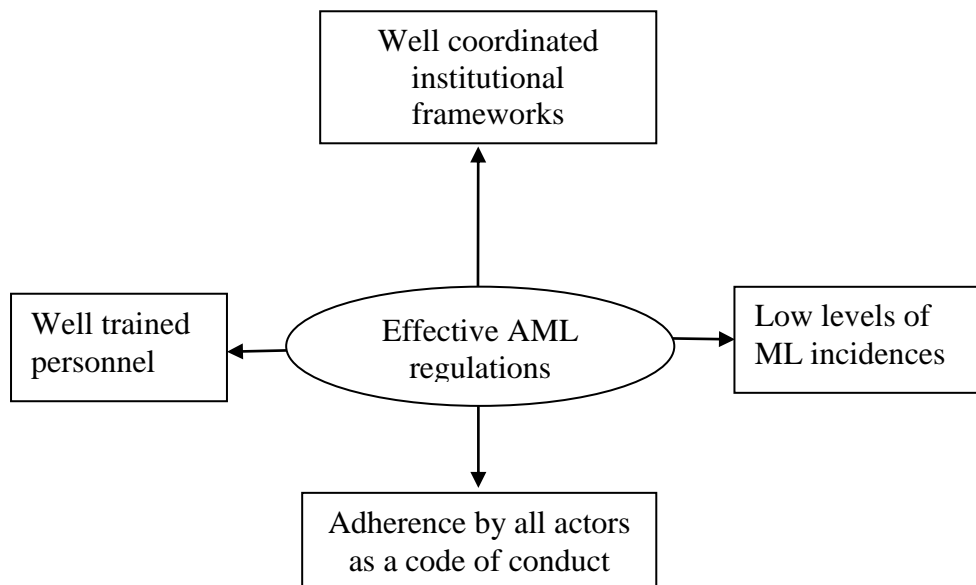 Well coordinated
institutional
frameworks
Well trained
personnel
Effective AML
regulations
Low levels of
ML incidences
Adherence by all actors
as a code of conduct